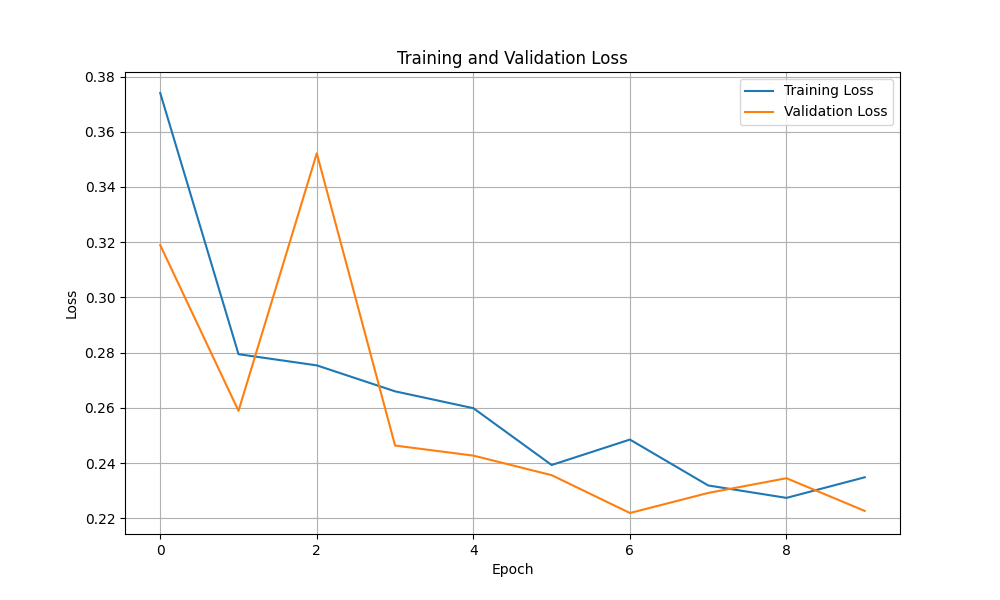 Training and Validation Loss
Training Loss
Validation Loss
0.38
0.36
0.34
0.32
0.30
0.28
0.26
0.24
0.22
Loss
0 2 4 6 8
Epoch